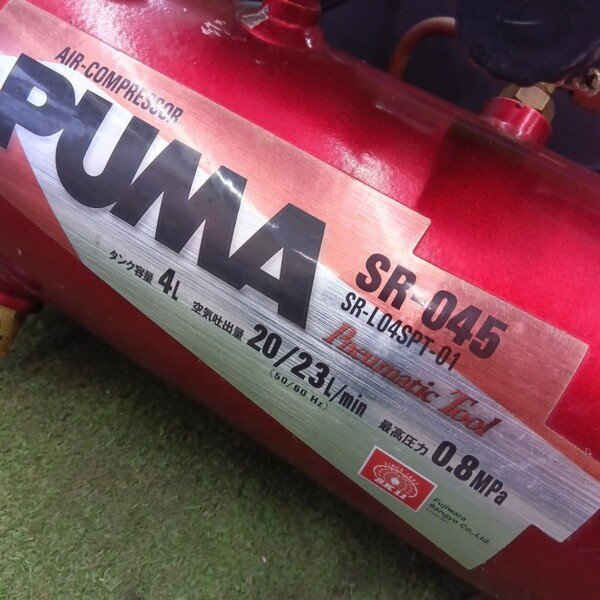 AIR-COMPRESSOR
PUMA
SR-045
SR-L04SPT-01
Pneumatic Tool
タンク容量 4L
空気吐出量 20/23L/min
(50/60 Hz)
最高圧力 0.8MPa
SK11
Fujiwara
Sangyo Co.,Ltd.